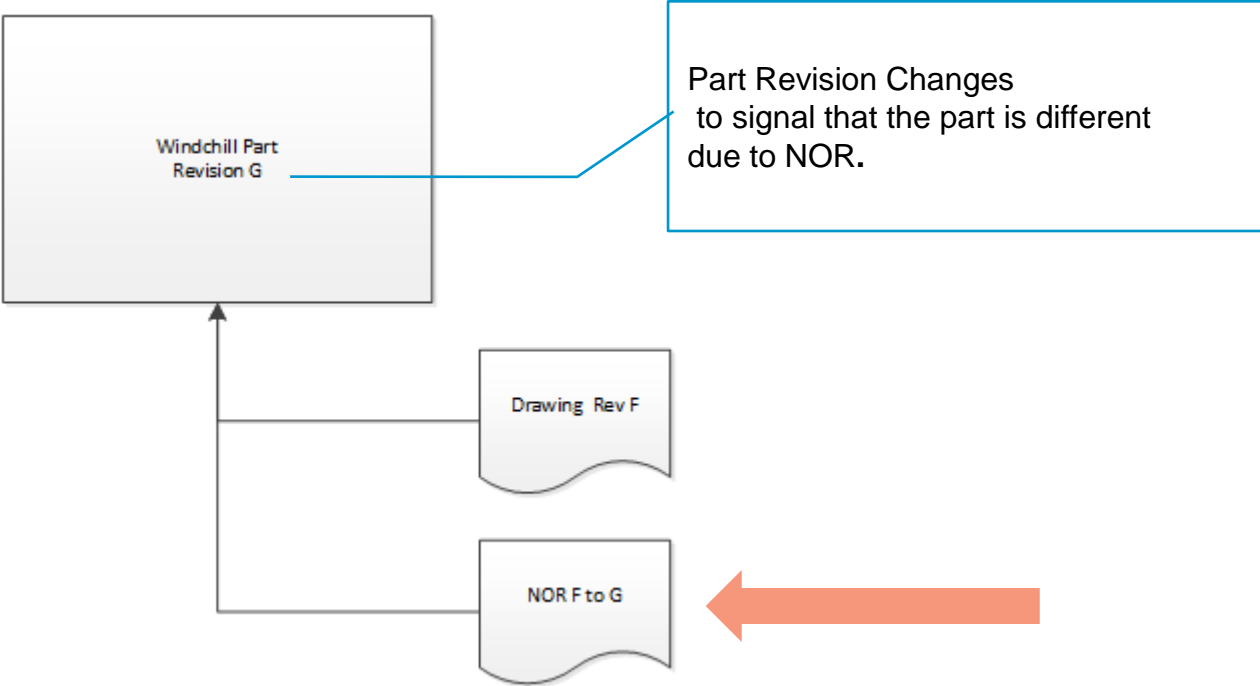 Windchill Part
Revision G
Part Revision Changes
to signal that the part is different
due to NOR.
Drawing Rev F
NOR F to G